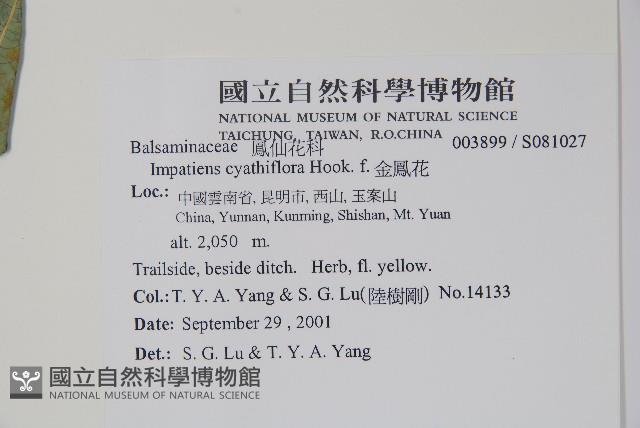 國立自然科學博物館
NATIONAL MUSEUM OF NATURAL SCIENCE
TAICHUNG, TAIWAN, R.O.CHINA
Balsaminaceae 鳳仙花科 003899 / S081027
Impatiens cyathiflora Hook. f. 金鳳花
Loc.: 中國雲南省, 昆明市, 西山, 玉案山
China, Yunnan, Kunming, Shishan, Mt. Yuan
alt. 2,050 m.
Trailside, beside ditch. Herb, fl. yellow.
Col.: T. Y. A. Yang & S. G. Lu(陸樹剛) No.14133
Date: September 29 , 2001
Det.: S. G. Lu & T. Y. A. Yang
國立自然科學博物館
NATIONAL MUSEUM OF NATURAL SCIENCE